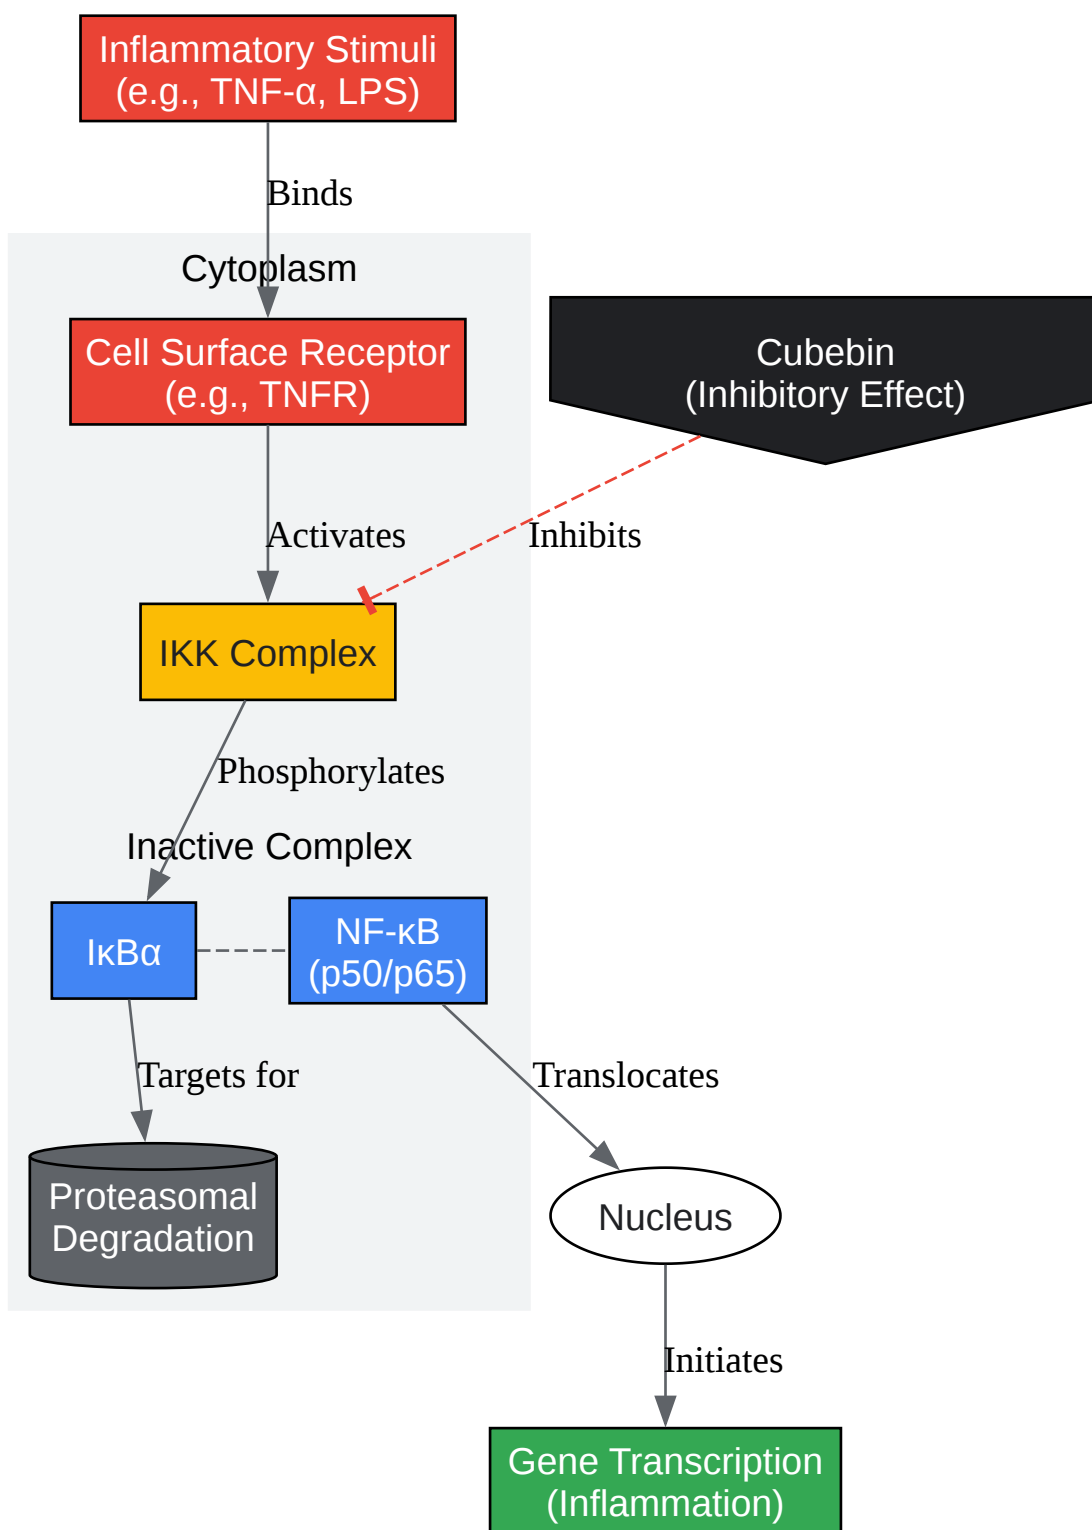 Inflammatory Stimuli
(e.g., TNF-α, LPS)
Binds
Cytoplasm
Cell Surface Receptor
(e.g., TNFR)
Cubebin
(Inhibitory Effect)
Activates
Inhibits
IKK Complex
Phosphorylates
Inactive Complex
IκBα
NF-κB
(p50/p65)
Targets for
Translocates
Proteasomal
Degradation
Nucleus
Initiates
Gene Transcription
(Inflammation)